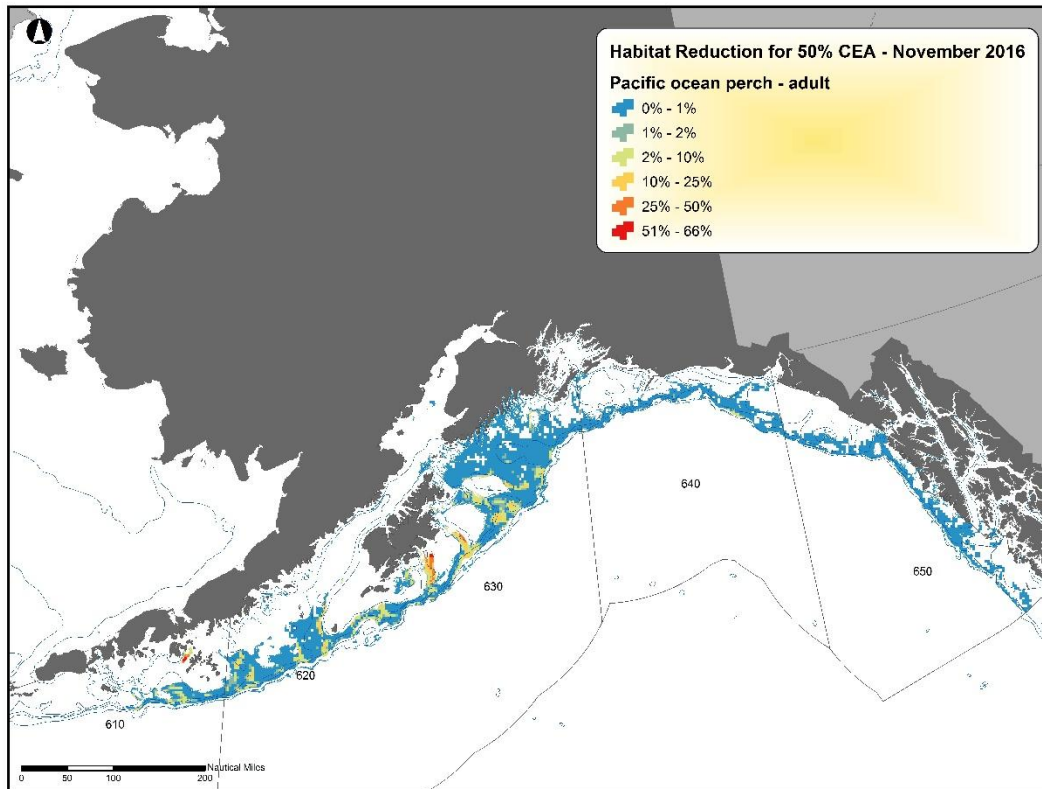 Habitat Reduction for 50% CEA - November 2016
Pacific ocean perch - adult
0% - 1%
1% - 2%
2% - 10%
10% - 25%
25% - 50%
51% - 66%
640
650
630
620
610
Nautical Miles
0 50 100 200